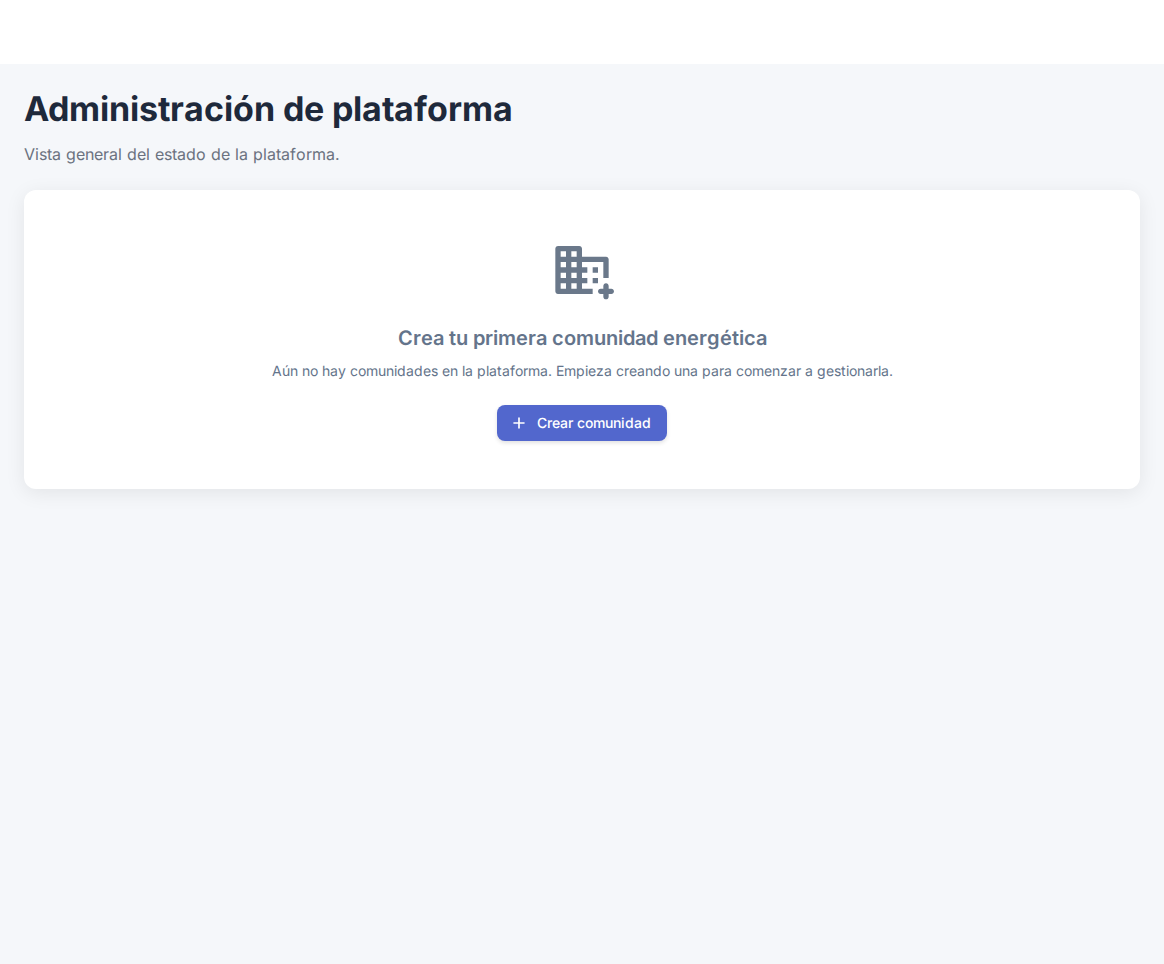 Administración de plataforma
Vista general del estado de la plataforma.
Crea tu primera comunidad energética
Aún no hay comunidades en la plataforma. Empieza creando una para comenzar a gestionarla.
Crear comunidad